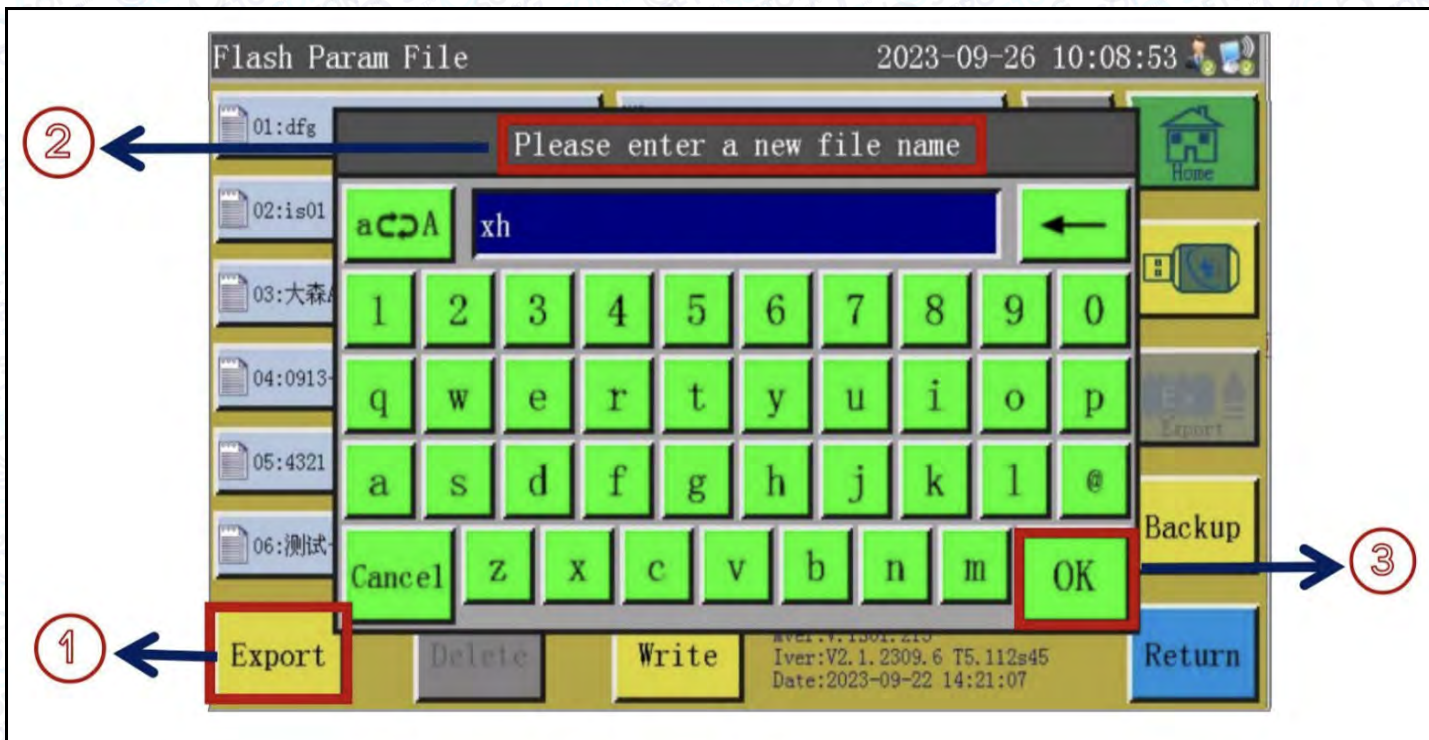 Flash Param File 2023-09-26 10:08:53
② Please enter a new file name
01:dfg
Home
02:is01
a A xh
03:大森
1 2 3 4 5 6 7 8 9 0
04:0913-
q w e r t y u i o p
Export
05:4321
a s d f g h j k l @
06:测试-
Cancel z x c v b n m OK
Backup
③
① Export Delete Write Return
Iver:V2.1.2309.6 T5.112s45
Date:2023-09-22 14:21:07